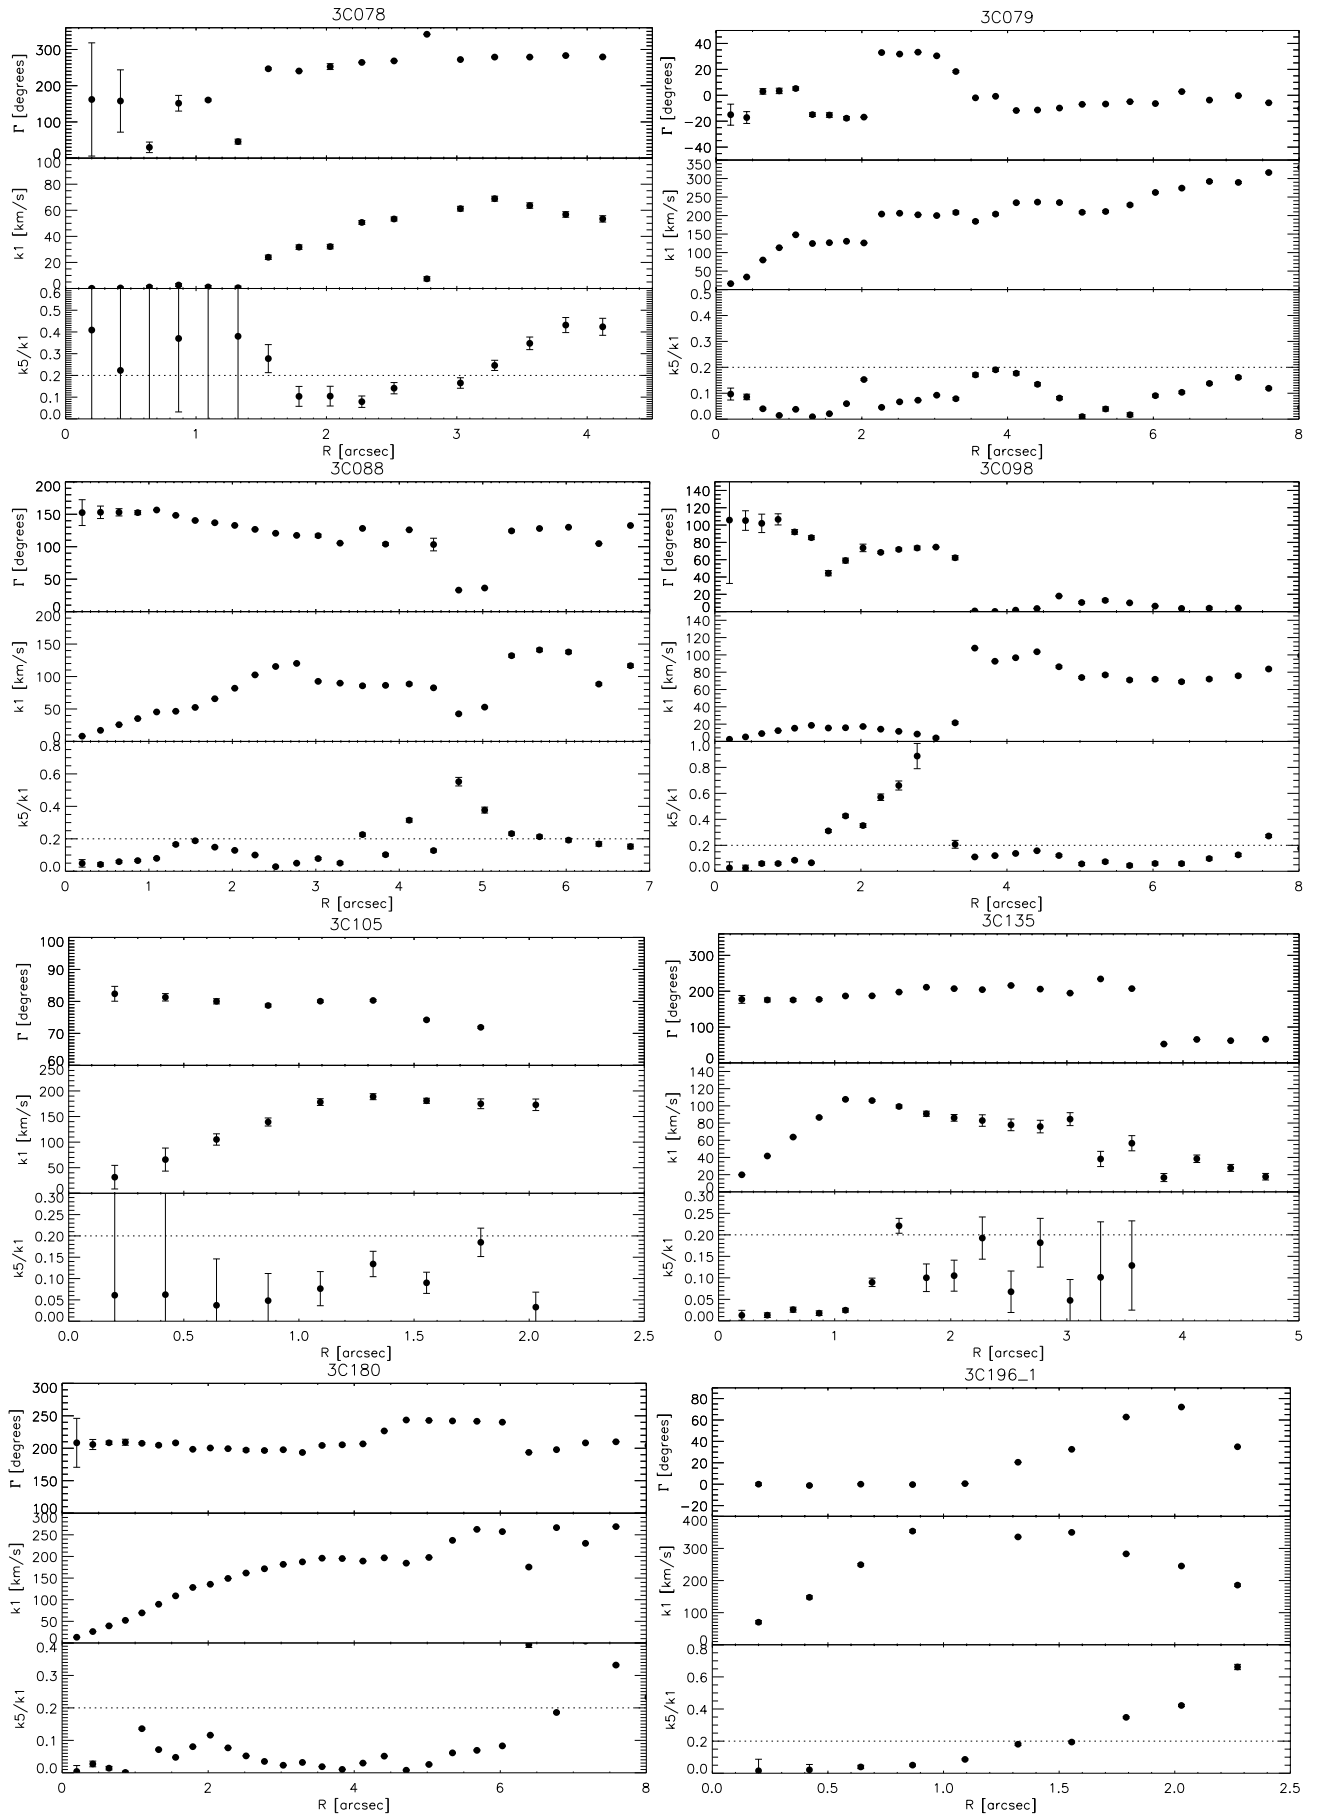 3C078
Γ [degrees]
300
200
100
0
k1 [km/s]
100
80
60
40
20
0
k5/k1
0.6
0.5
0.4
0.3
0.2
0.1
0.0
0 1 2 3 4
R [arcsec]
3C079
Γ [degrees]
40
20
0
−20
−40
k1 [km/s]
350
300
250
200
150
100
50
0
k5/k1
0.5
0.4
0.3
0.2
0.1
0.0
0 2 4 6 8
R [arcsec]
3C088
Γ [degrees]
200
150
100
50
0
k1 [km/s]
200
150
100
50
0
k5/k1
0.8
0.6
0.4
0.2
0.0
0 1 2 3 4 5 6 7
R [arcsec]
3C098
Γ [degrees]
140
120
100
80
60
40
20
0
k1 [km/s]
140
120
100
80
60
40
20
0
k5/k1
1.0
0.8
0.6
0.4
0.2
0.0
0 2 4 6 8
R [arcsec]
3C105
Γ [degrees]
100
90
80
70
60
k1 [km/s]
250
200
150
100
50
0
k5/k1
0.30
0.25
0.20
0.15
0.10
0.05
0.00
0.0 0.5 1.0 1.5 2.0 2.5
R [arcsec]
3C135
Γ [degrees]
300
200
100
0
k1 [km/s]
140
120
100
80
60
40
20
0
k5/k1
0.30
0.25
0.20
0.15
0.10
0.05
0.00
0 1 2 3 4 5
R [arcsec]
3C180
Γ [degrees]
300
250
200
150
100
k1 [km/s]
300
250
200
150
100
50
0
k5/k1
0.4
0.3
0.2
0.1
0.0
0 2 4 6 8
R [arcsec]
3C196_1
Γ [degrees]
80
60
40
20
0
−20
k1 [km/s]
400
300
200
100
0
k5/k1
0.8
0.6
0.4
0.2
0.0
0.0 0.5 1.0 1.5 2.0 2.5
R [arcsec]